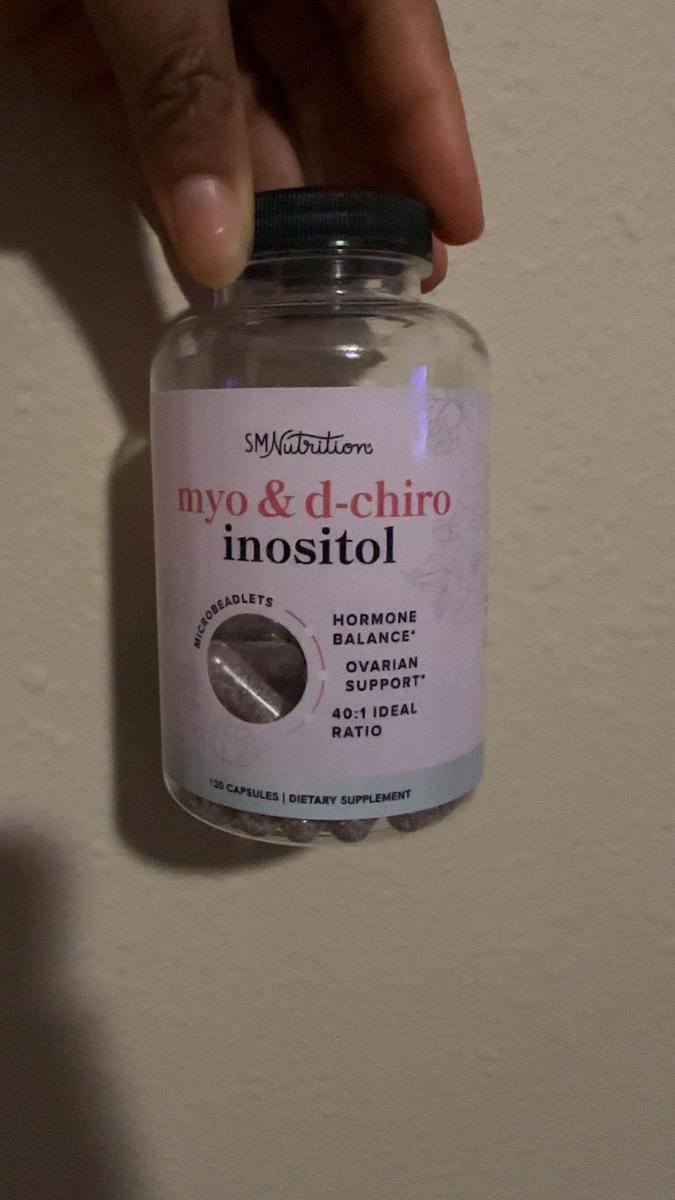 SMNutrition
myo & d-chiro
inositol
MICROBEADLETS
HORMONE
BALANCE*
OVARIAN
SUPPORT*
40:1 IDEAL
RATIO
120 CAPSULES | DIETARY SUPPLEMENT